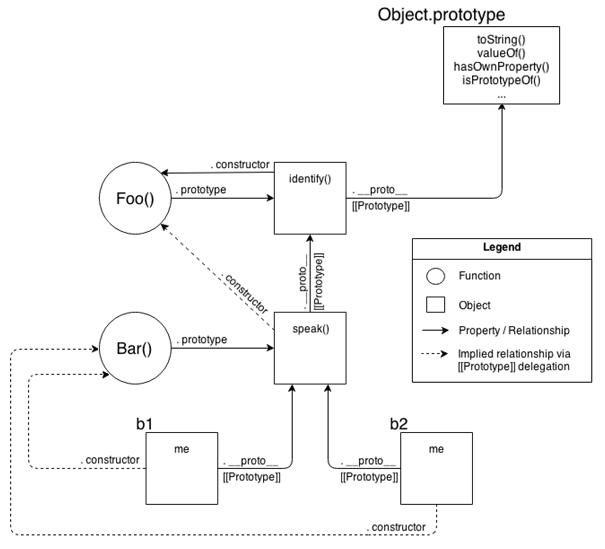 Object.prototype
toString()
valueOf()
hasOwnProperty()
isPrototypeOf()
...
. constructor
Foo()
. prototype
identify()
. __proto__
[[Prototype]]
. __proto__
[[Prototype]]
. constructor
Legend
Function
Object
Property / Relationship
Implied relationship via
[[Prototype]] delegation
Bar()
. prototype
speak()
b1
me
. constructor
. __proto__
[[Prototype]]
b2
me
. __proto__
[[Prototype]]
. constructor